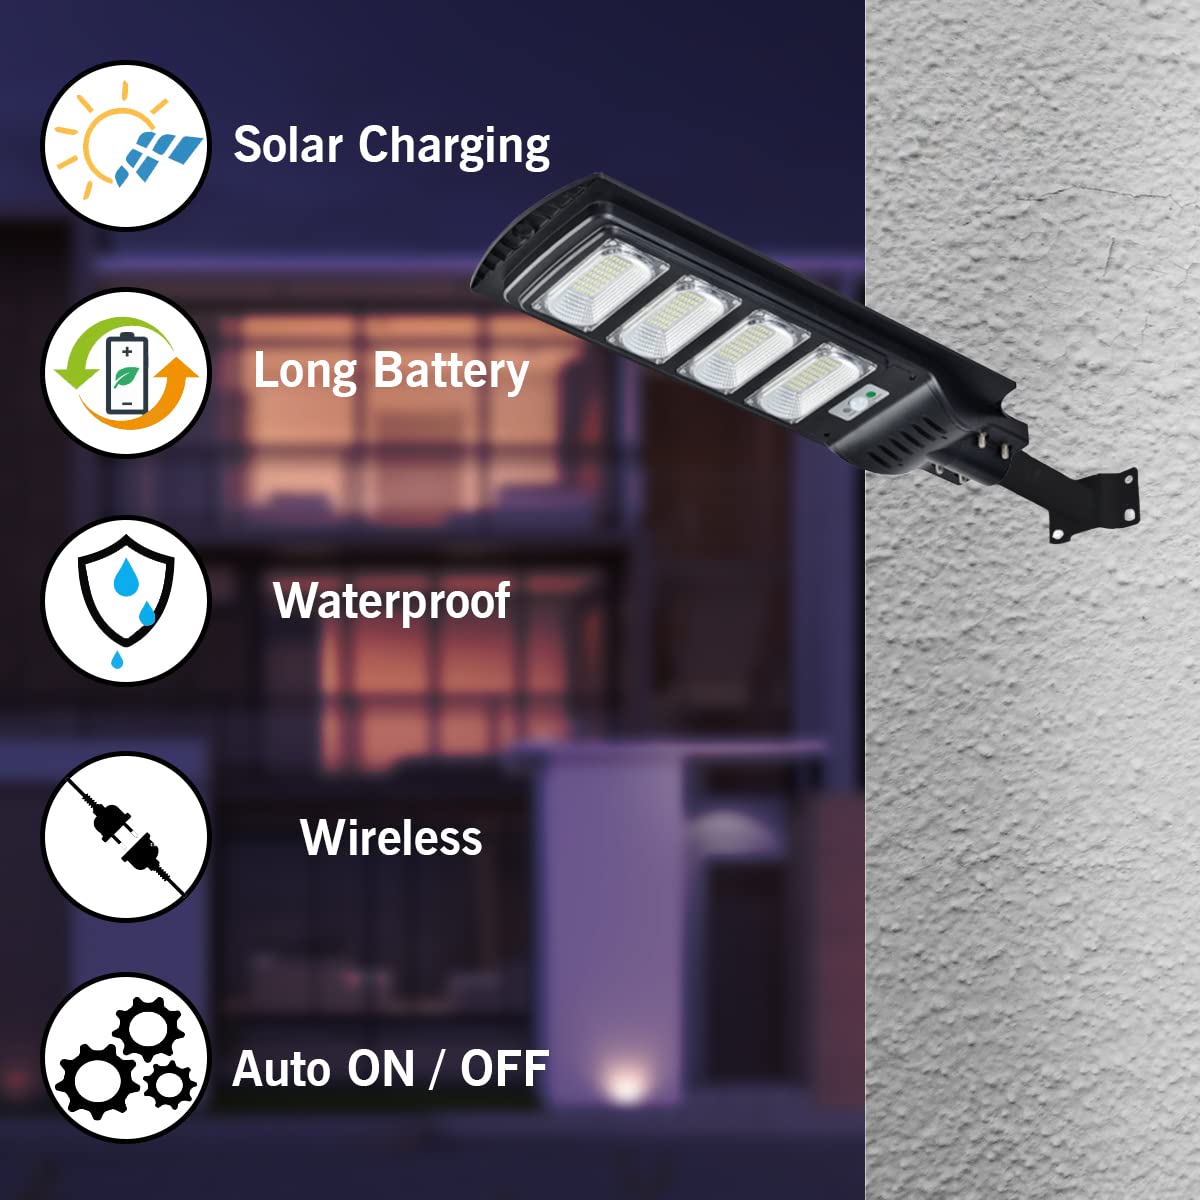 Solar Charging
Long Battery
Waterproof
Wireless
Auto ON / OFF